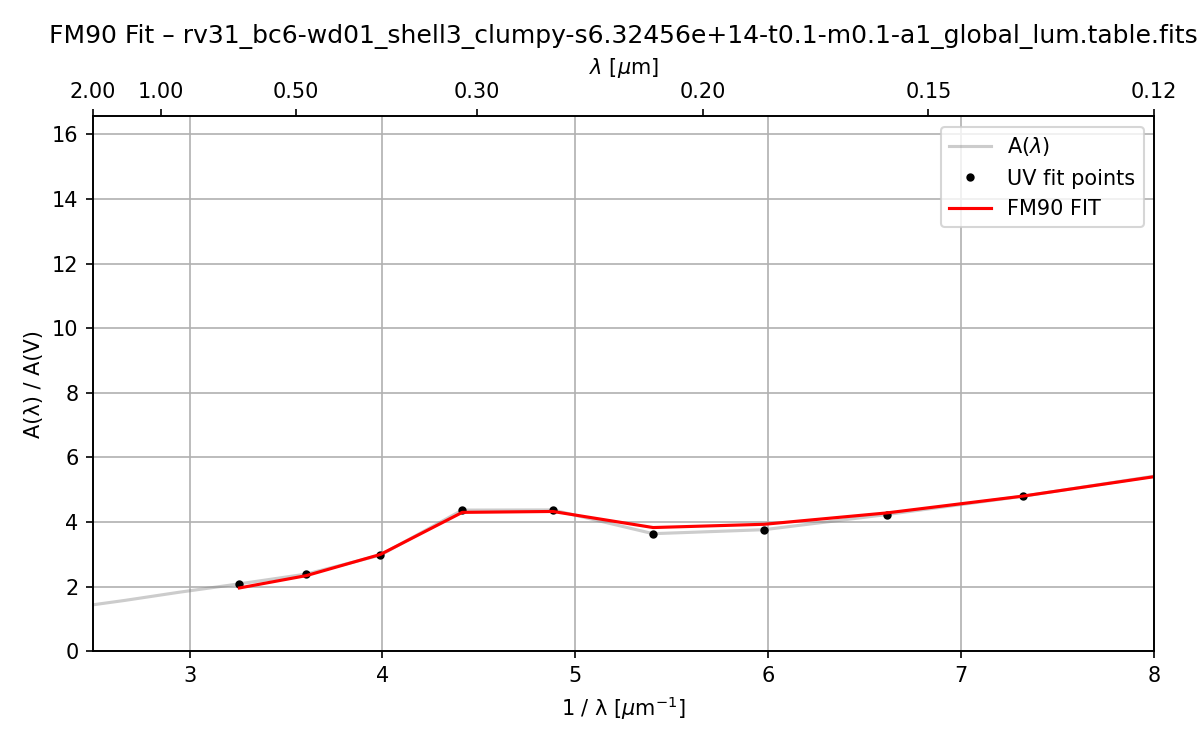 FM90 Fit – rv31_bc6-wd01_shell3_clumpy-s6.32456e+14-t0.1-m0.1-a1_global_lum.table.fits
λ [μm]
2.00 1.00 0.50 0.30 0.20 0.15 0.12
A(λ)
UV fit points
FM90 FIT
A(λ) / A(V)
16
14
12
10
8
6
4
2
0
3 4 5 6 7 8
1 / λ [μm⁻¹]